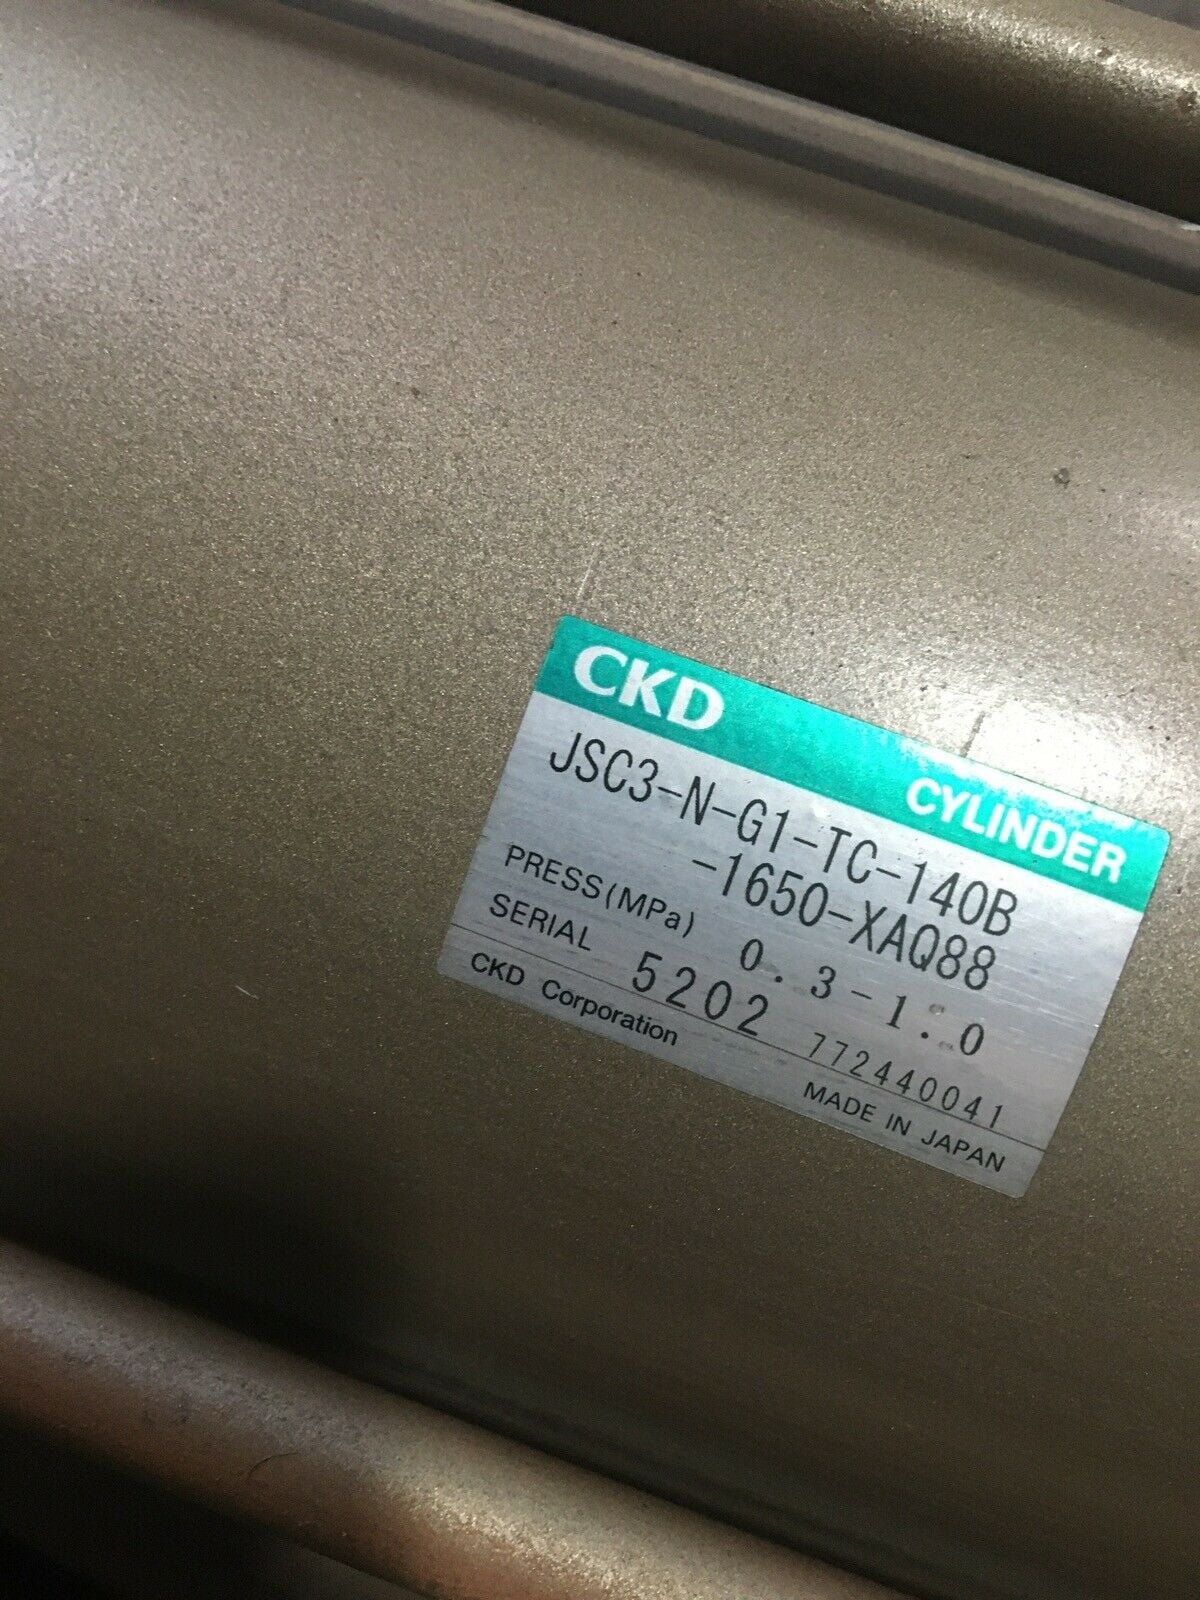 CKD
CYLINDER
JSC3-N-G1-TC-140B
-1650-XAQ88
PRESS(MPa) 0.3-1.0
SERIAL 5202 772440041
CKD Corporation MADE IN JAPAN